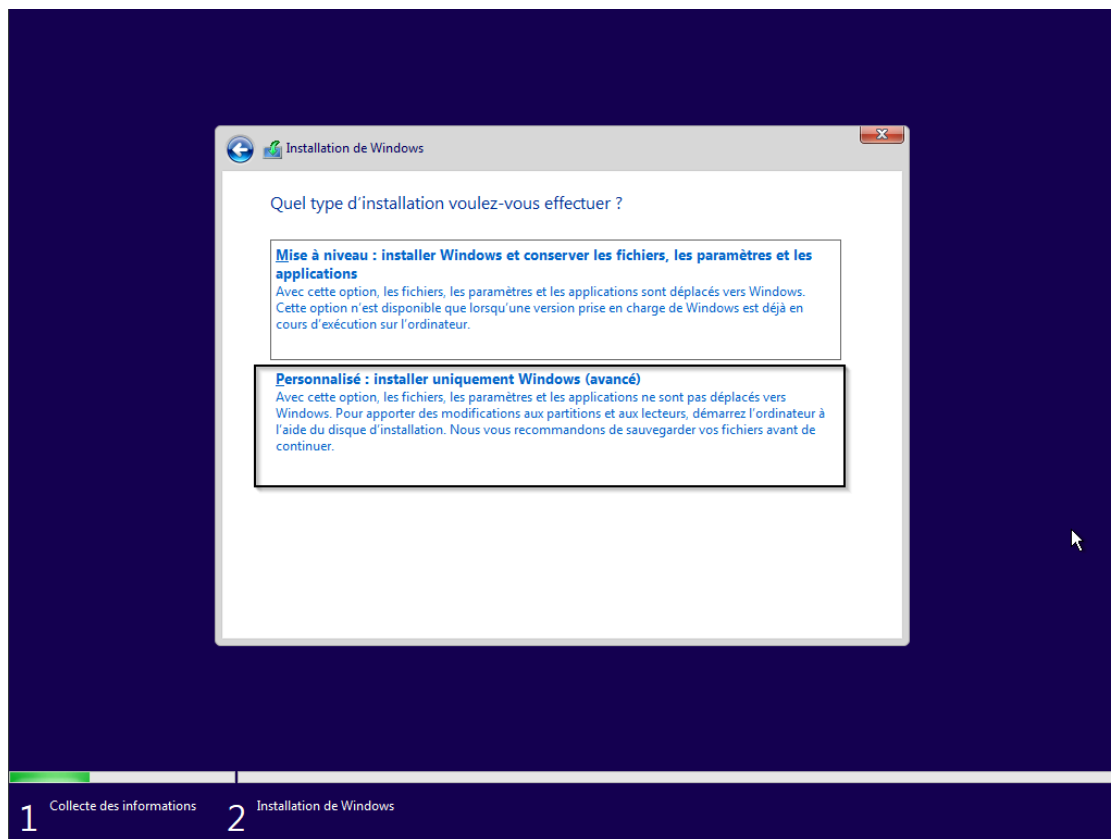 Installation de Windows
Quel type d'installation voulez-vous effectuer ?
Mise à niveau : installer Windows et conserver les fichiers, les paramètres et les
applications
Avec cette option, les fichiers, les paramètres et les applications sont déplacés vers Windows.
Cette option n'est disponible que lorsqu'une version prise en charge de Windows est déjà en
cours d'exécution sur l'ordinateur.
Personnalisé : installer uniquement Windows (avancé)
Avec cette option, les fichiers, les paramètres et les applications ne sont pas déplacés vers
Windows. Pour apporter des modifications aux partitions et aux lecteurs, démarrez l'ordinateur à
l'aide du disque d'installation. Nous vous recommandons de sauvegarder vos fichiers avant de
continuer.
1 Collecte des informations 2 Installation de Windows